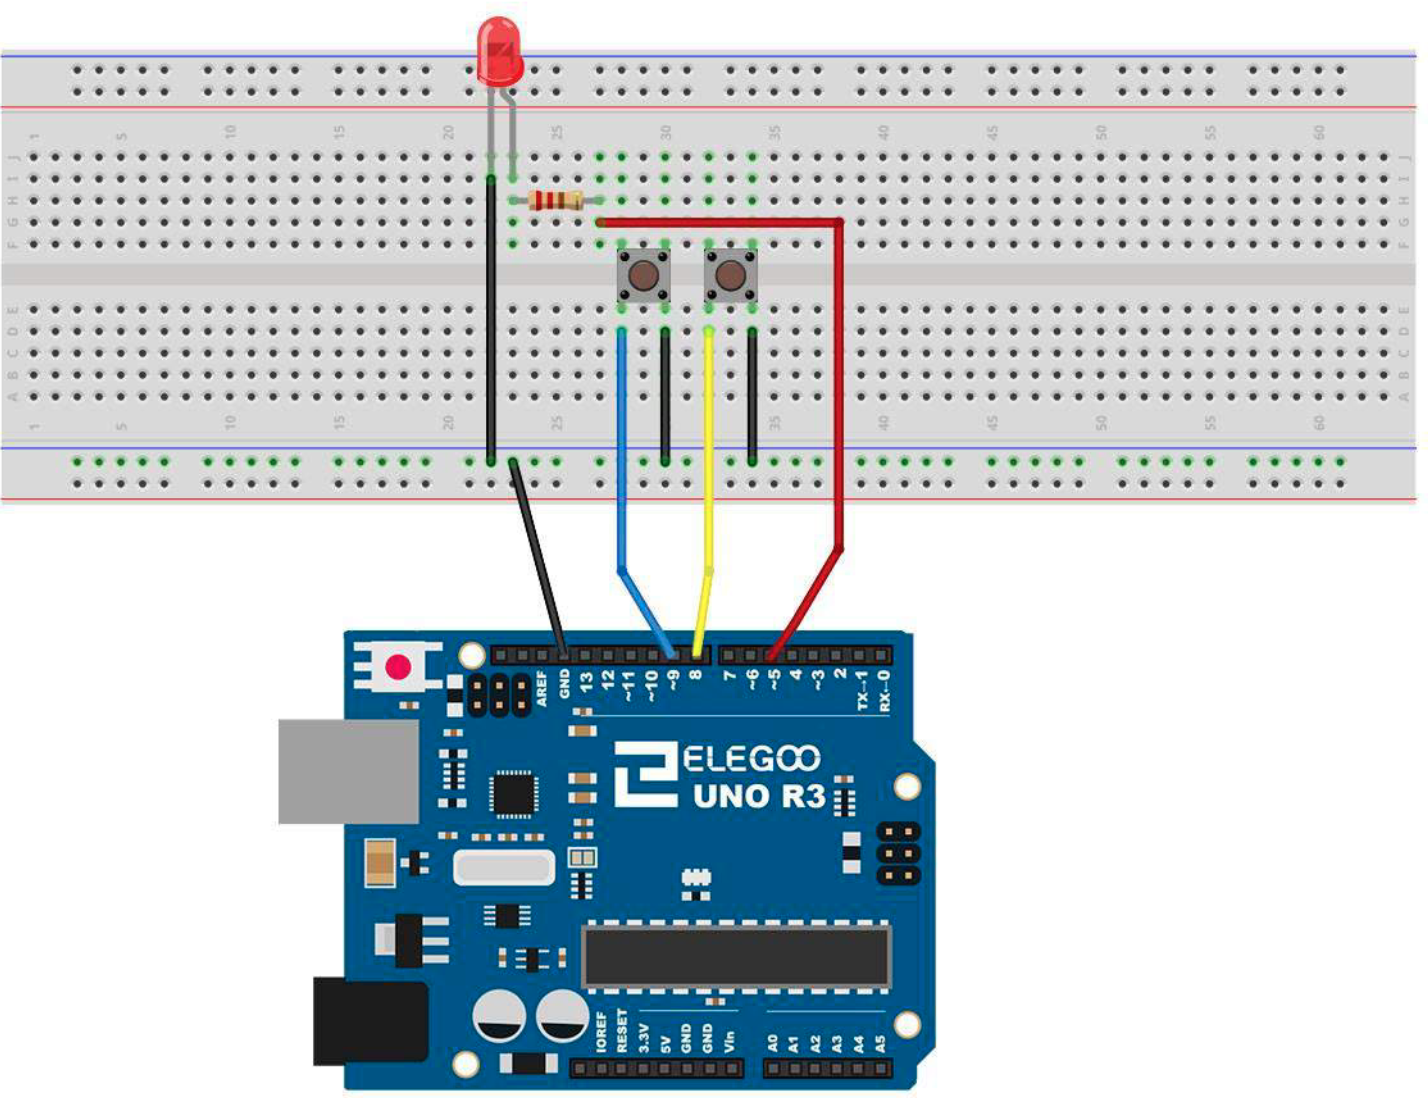 1 5 10 15 20 25 30 35 40 45 50 55 60
J J
I I
H H
G G
F F
E E
D D
C C
B B
A A
1 5 10 15 20 25 30 35 40 45 50 55 60
AREF GND 13 12 ~11 ~10 ~9 8 7 ~6 ~5 4 ~3 2 TX→1 RX←0
ELEGOO
UNO R3
IOREF RESET 3.3V 5V GND GND Vin A0 A1 A2 A3 A4 A5